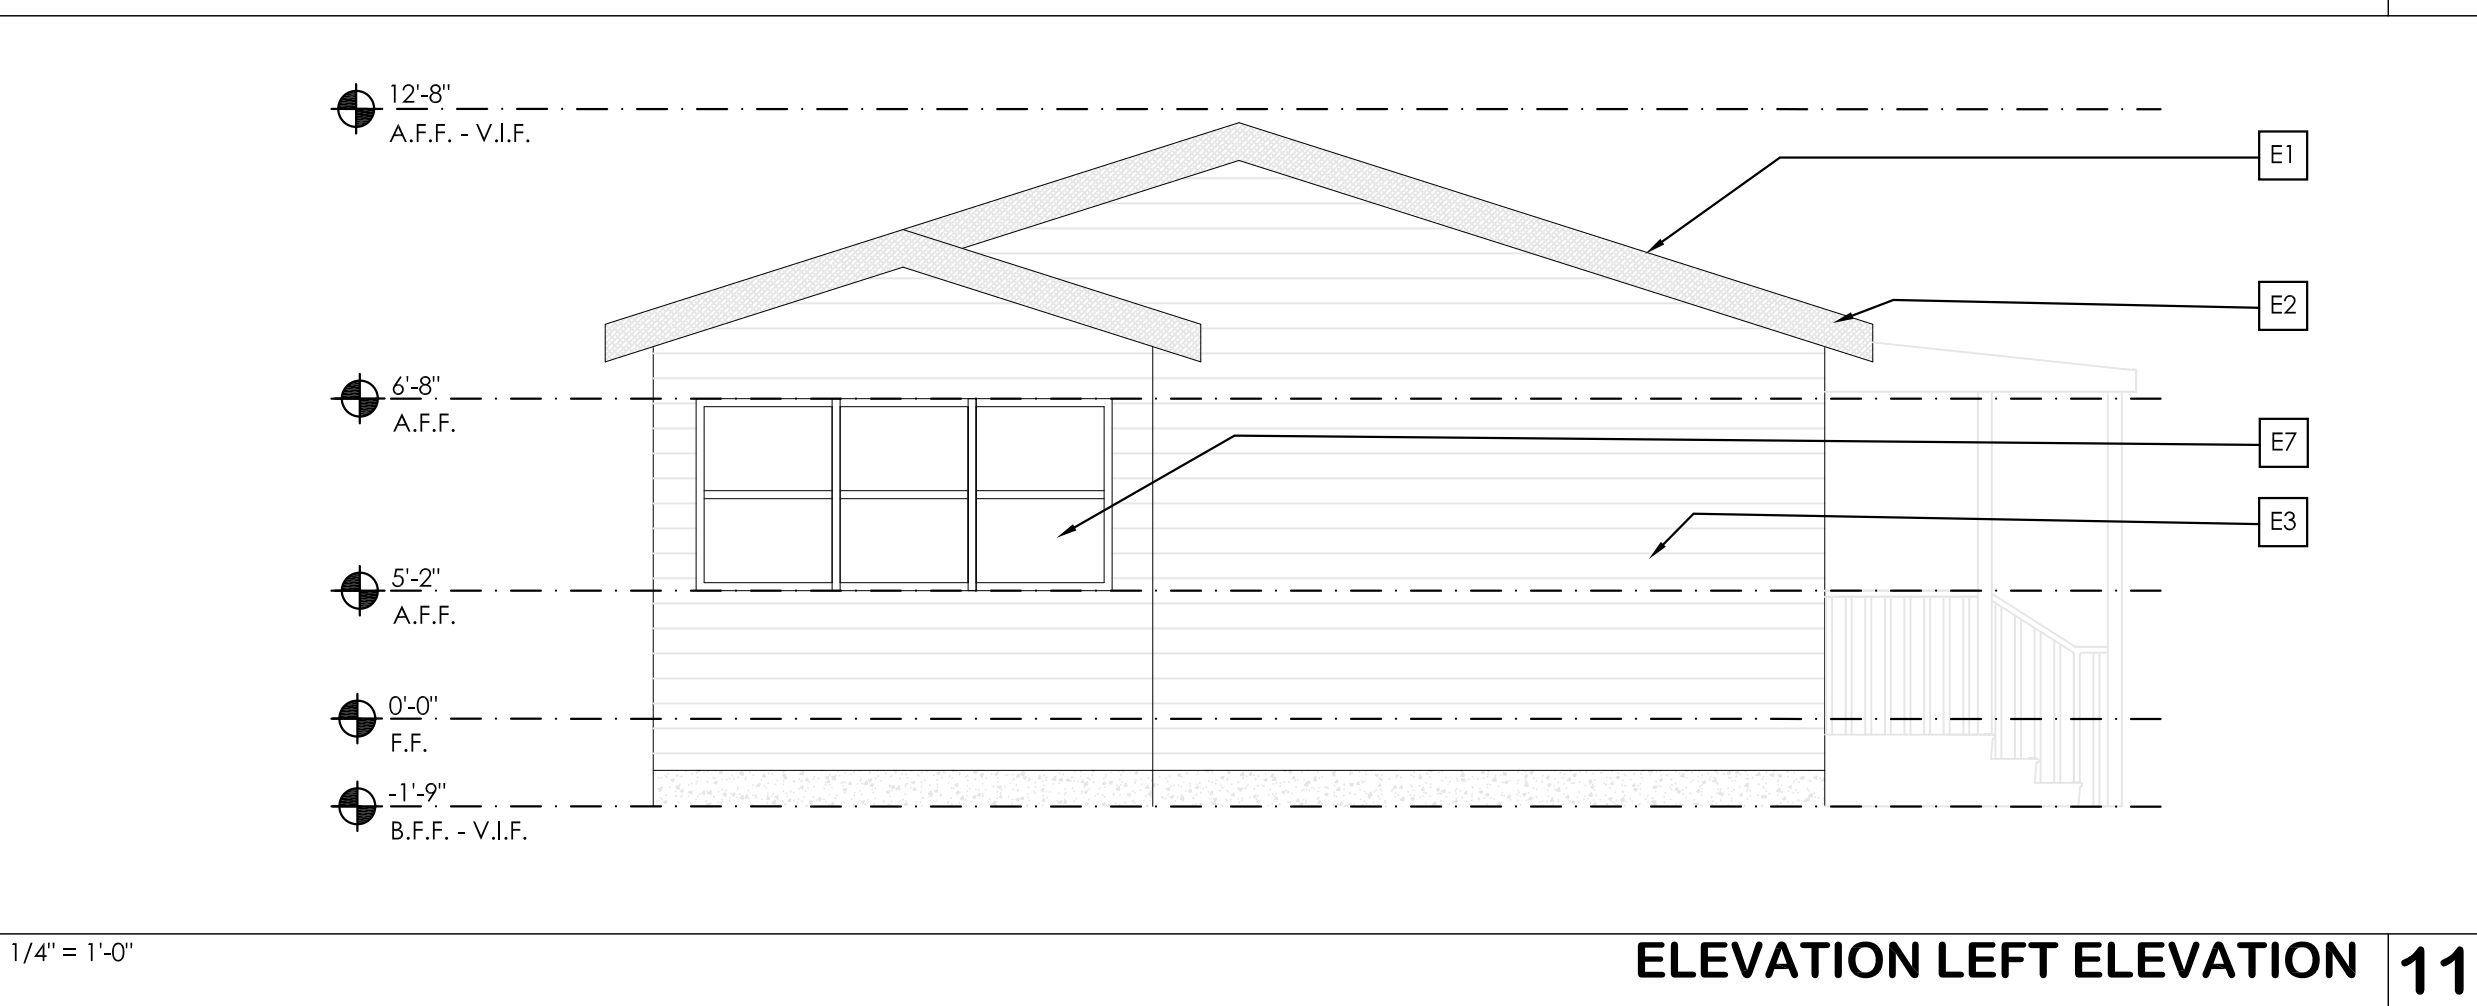 12'-8"
A.F.F. - V.I.F.
E1
E2
6'-8"
A.F.F.
E7
E3
5'-2"
A.F.F.
0'-0"
F.F.
-1'-9"
B.F.F. - V.I.F.
1/4" = 1'-0"
ELEVATION LEFT ELEVATION
11